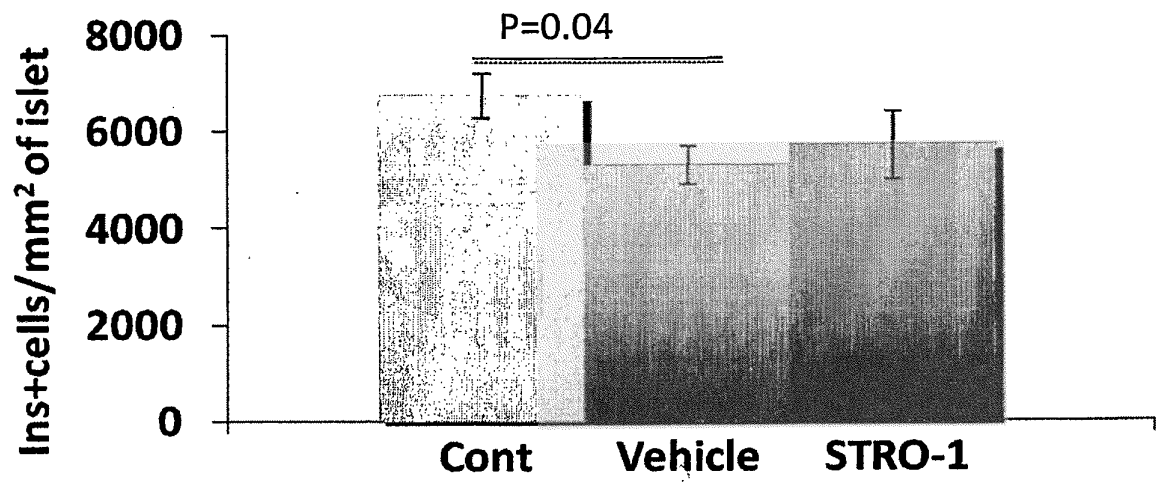 P=0.04
Ins+cells/mm² of islet
8000
6000
4000
2000
0
Cont Vehicle STRO-1